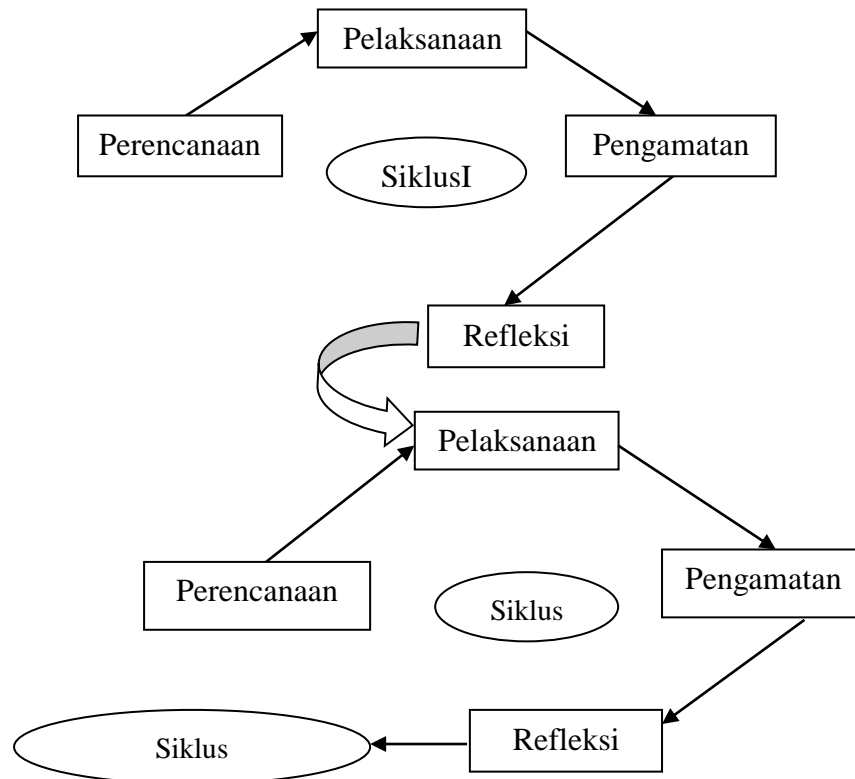 Pelaksanaan
Perencanaan
Pengamatan
SiklusI
Refleksi
Pelaksanaan
Perencanaan
Pengamatan
Siklus
Refleksi
Siklus